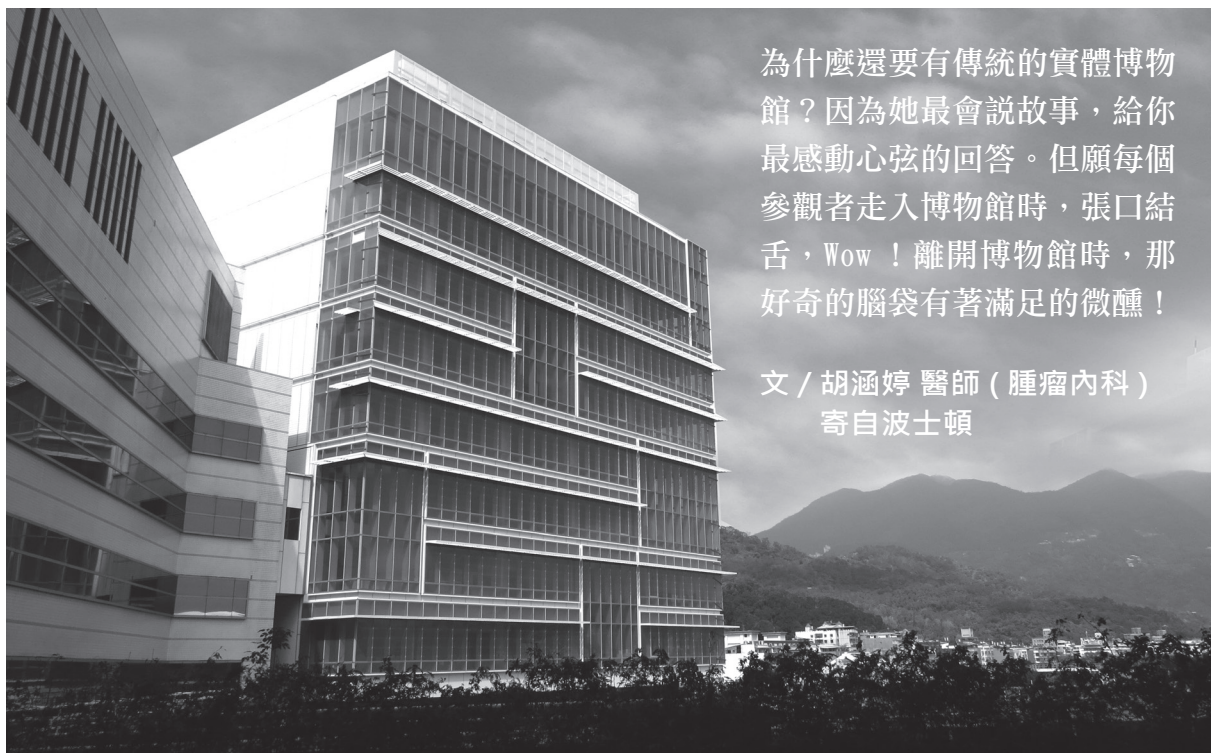 為什麼還要有傳統的實體博物
館？因為她最會說故事，給你
最感動心弦的回答。但願每個
參觀者走入博物館時，張口結
舌，Wow ！離開博物館時，那
好奇的腦袋有著滿足的微醺！
文 / 胡涵婷 醫師 ( 腫瘤內科 )
寄自波士頓